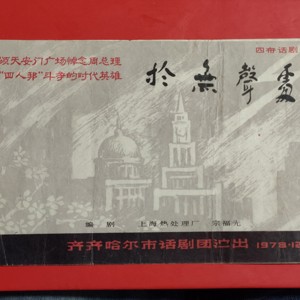 颂天安门广场悼念周总理
“四人邦”斗争的时代英雄
四幕话剧
於無聲處
编剧 上海热处理厂 宗福先
齐齐哈尔市话剧团演出 1978·12